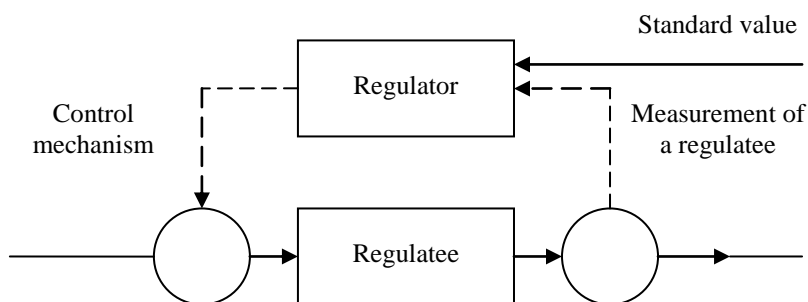 Standard value
Regulator
Control
mechanism
Measurement of
a regulatee
Regulatee